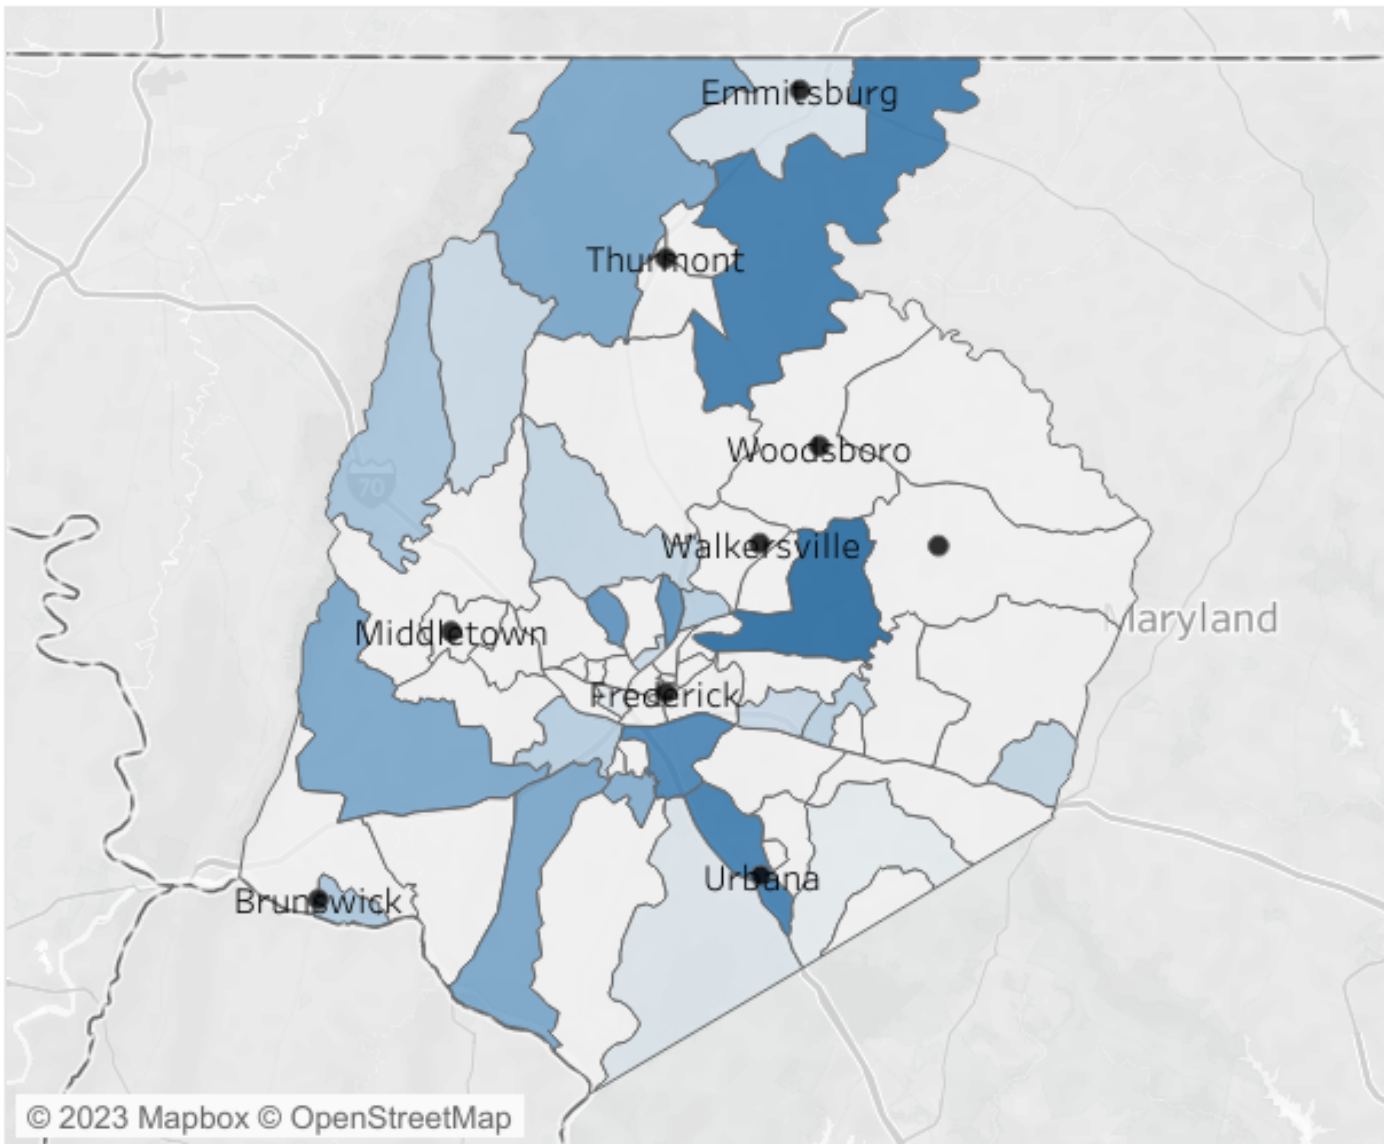 Emmitsburg
Thurmont
Woodsboro
70
Walkersville
Maryland
Middletown
Frederick
Urbana
Brunswick
© 2023 Mapbox © OpenStreetMap